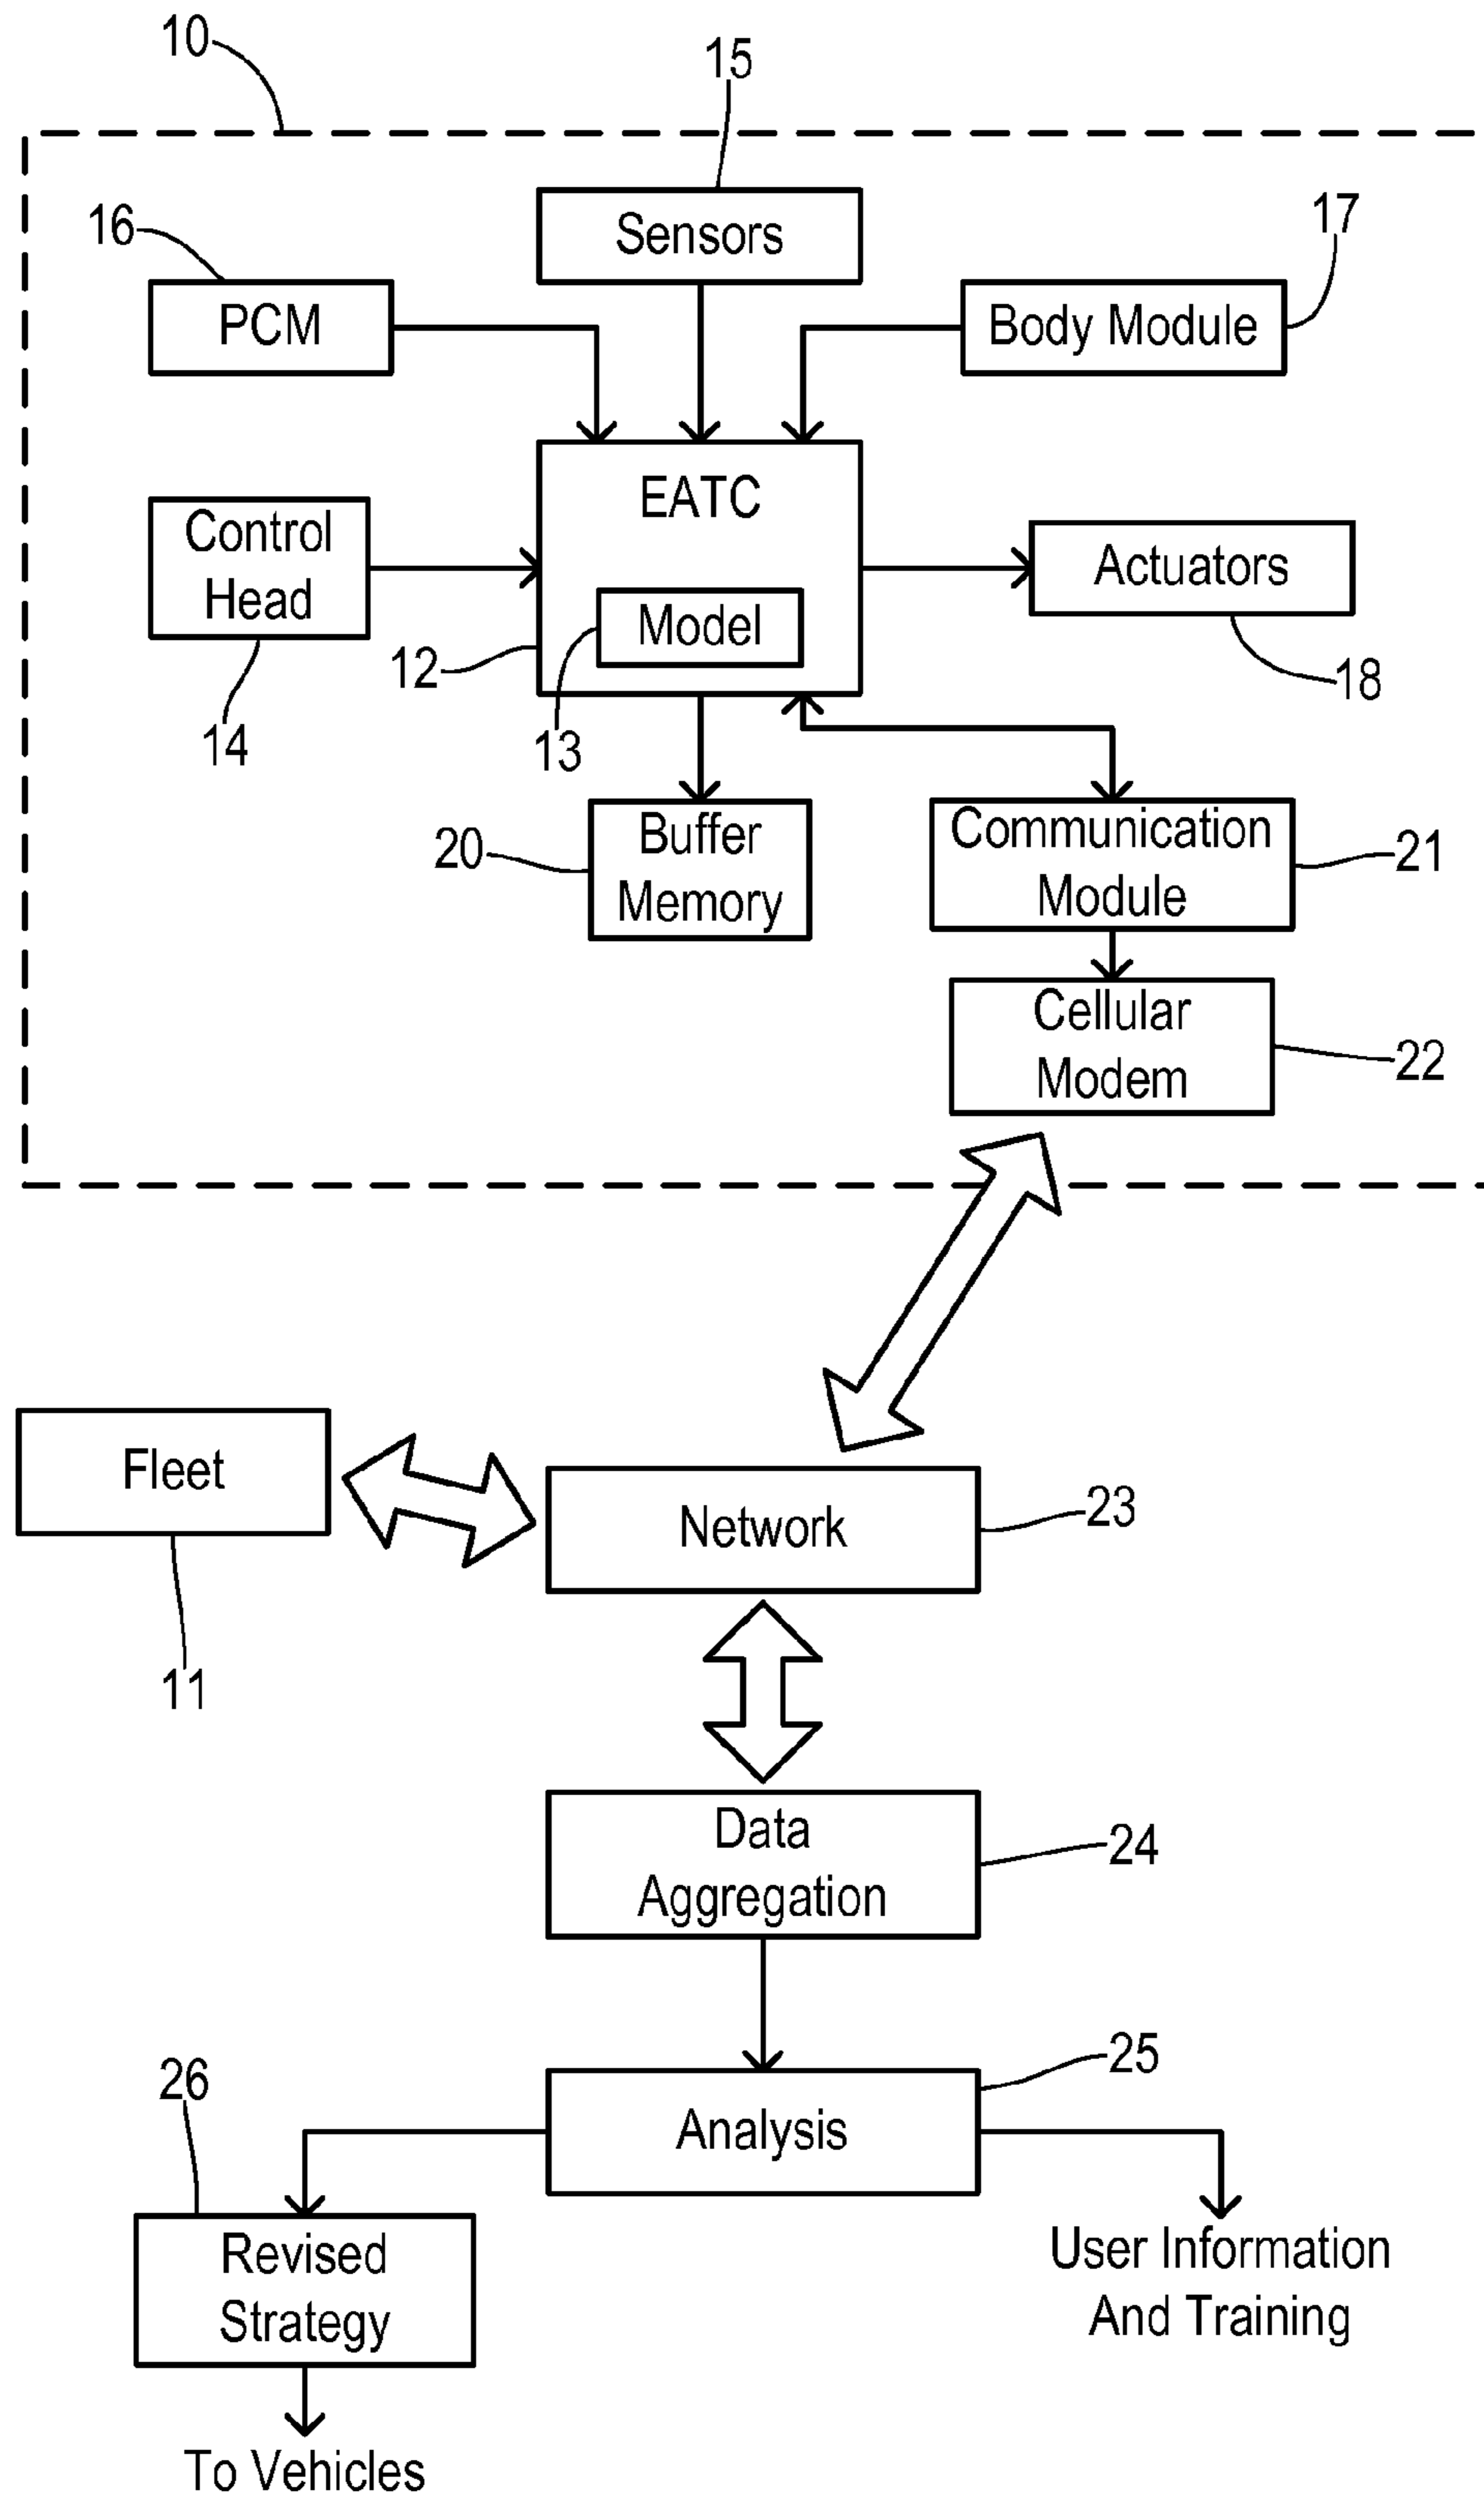 10
15
16
Sensors
17
PCM
Body Module
EATC
Control
Head
Actuators
Model
12
18
14
13
20
Buffer
Memory
Communication
Module
21
Cellular
Modem
22
Fleet
Network
23
11
Data
Aggregation
24
25
26
Analysis
Revised
Strategy
User Information
And Training
To Vehicles